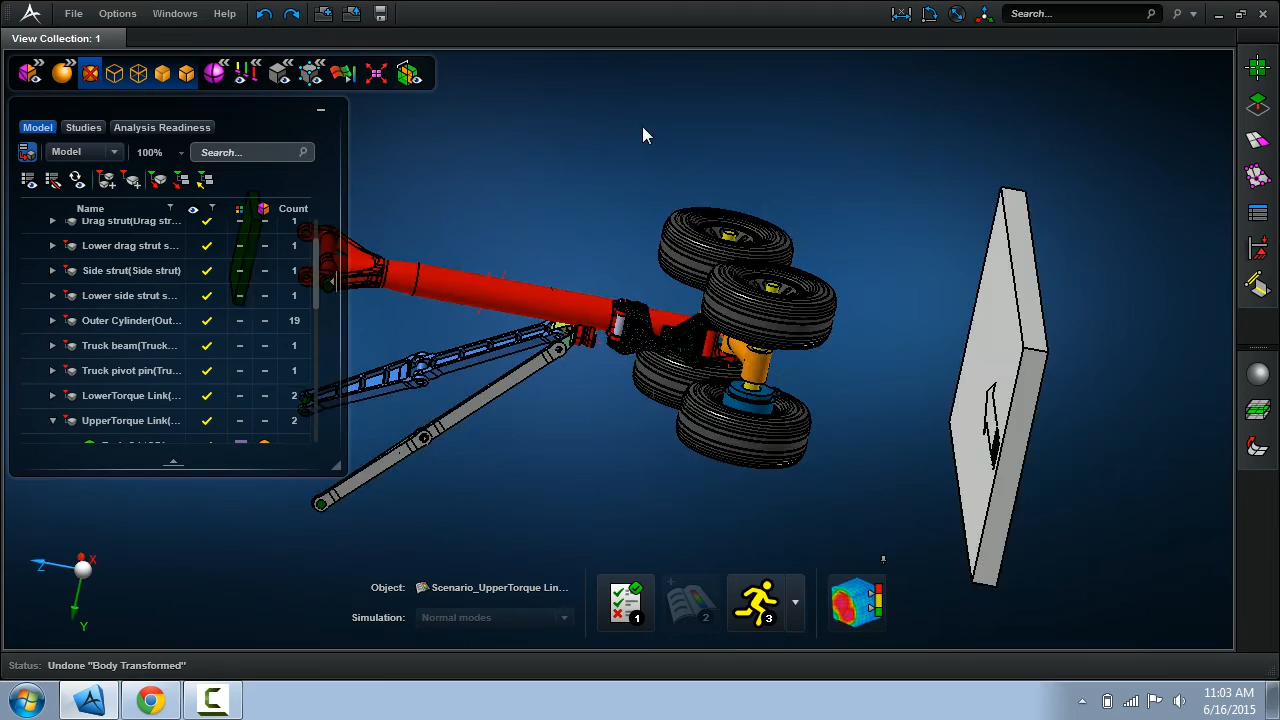 File Options Windows Help Search...
View Collection: 1
Model Studies Analysis Readiness
Model 100% Search...
Name Count
Drag strut(Drag str... 1
Lower drag strut s... 1
Side strut(Side strut) 1
Lower side strut s... 1
Outer Cylinder(Out... 19
Truck beam(Truck... 1
Truck pivot pin(Tru... 1
LowerTorque Link(... 2
UpperTorque Link(... 2
Z X
Y
Object: Scenario_UpperTorque Lin...
1 2 3
Simulation: Normal modes
Status: Undone "Body Transformed"
11:03 AM
6/16/2015